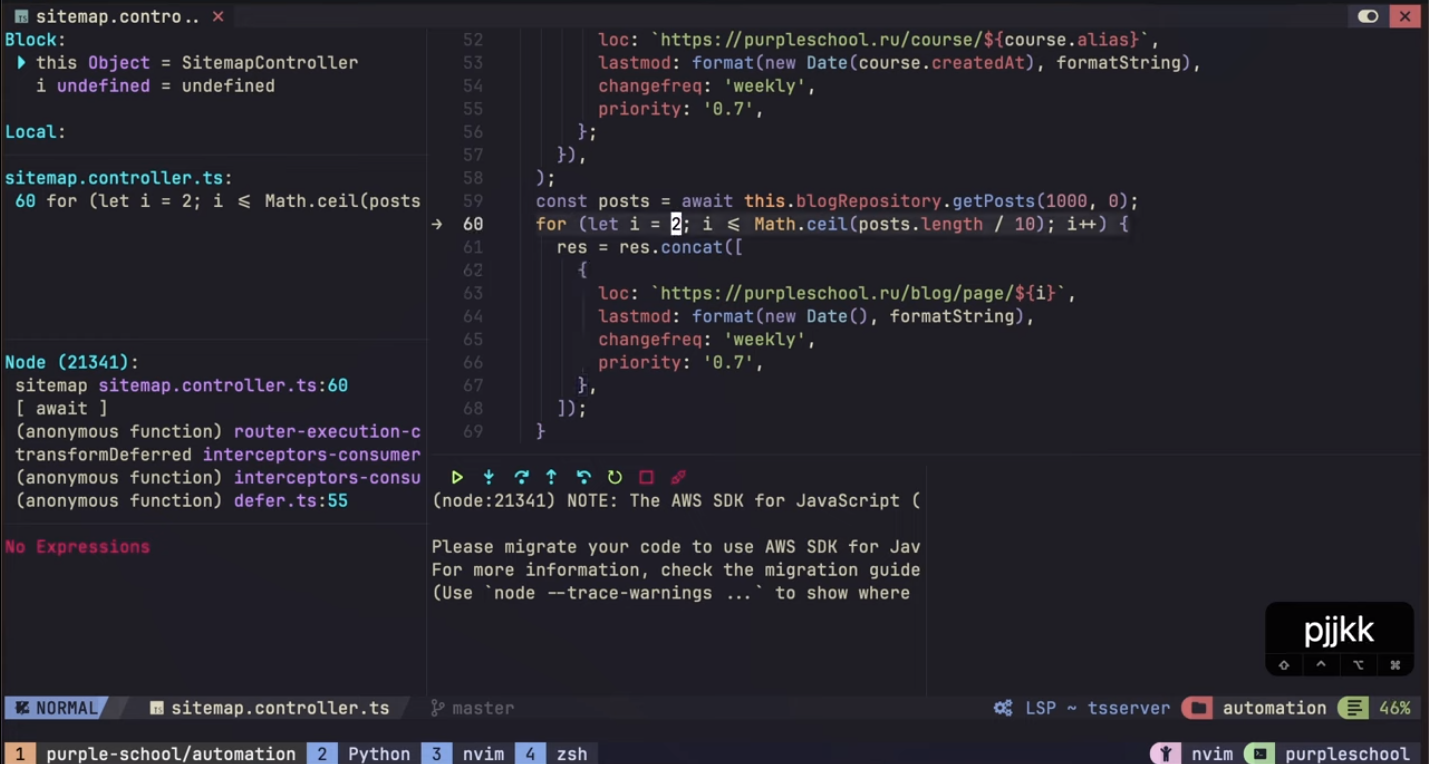 sitemap.contro..
Block:
this Object = SitemapController
i undefined = undefined
Local:
sitemap.controller.ts:
60 for (let i = 2; i <= Math.ceil(posts
Node (21341):
sitemap sitemap.controller.ts:60
[ await ]
(anonymous function) router-execution-c
transformDeferred interceptors-consumer
(anonymous function) interceptors-consu
(anonymous function) defer.ts:55
No Expressions
52 loc: `https://purpleschool.ru/course/${course.alias}`,
53 lastmod: format(new Date(course.createdAt), formatString),
54 changefreq: 'weekly',
55 priority: '0.7',
56 };
57 }),
58 );
59 const posts = await this.blogRepository.getPosts(1000, 0);
→ 60 for (let i = 2; i <= Math.ceil(posts.length / 10); i++) {
61 res = res.concat([
62 {
63 loc: `https://purpleschool.ru/blog/page/${i}`,
64 lastmod: format(new Date(), formatString),
65 changefreq: 'weekly',
66 priority: '0.7',
67 },
68 ]);
69 }
(node:21341) NOTE: The AWS SDK for JavaScript (
Please migrate your code to use AWS SDK for Jav
For more information, check the migration guide
(Use `node --trace-warnings ...` to show where
pjjkk
NORMAL sitemap.controller.ts master LSP ~ tsserver automation 46%
1 purple-school/automation 2 Python 3 nvim 4 zsh nvim purpleschool